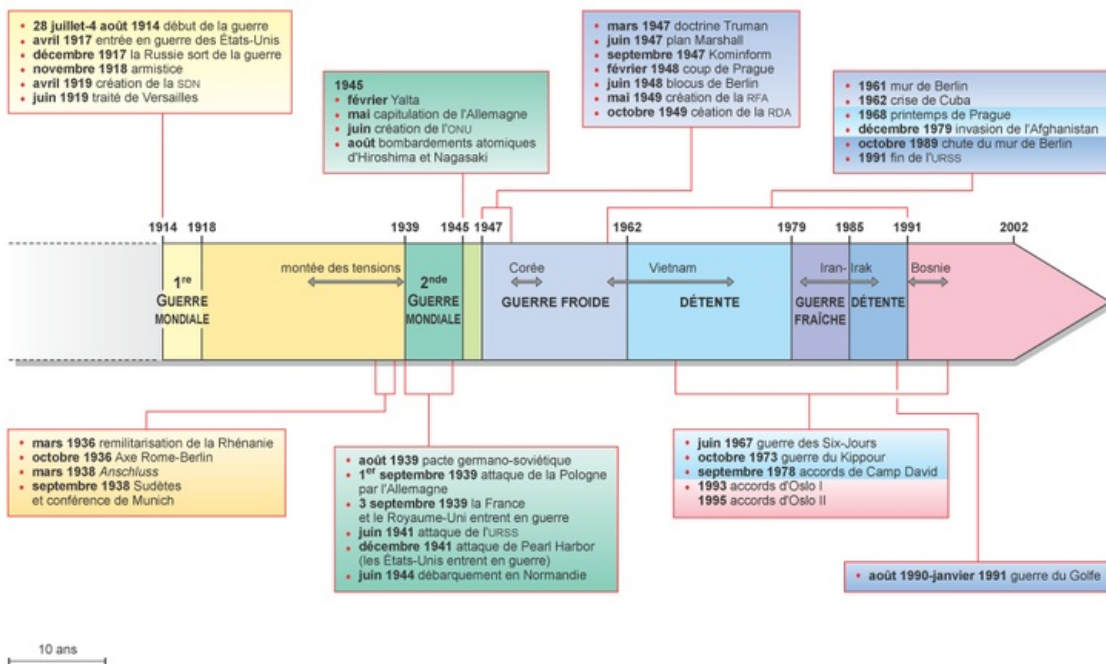 28 juillet-4 août 1914 début de la guerre
avril 1917 entrée en guerre des États-Unis
décembre 1917 la Russie sort de la guerre
novembre 1918 armistice
avril 1919 création de la SDN
juin 1919 traité de Versailles
1945
février Yalta
mai capitulation de l'Allemagne
juin création de l'ONU
août bombardements atomiques
d'Hiroshima et Nagasaki
mars 1947 doctrine Truman
juin 1947 plan Marshall
septembre 1947 Kominform
février 1948 coup de Prague
juin 1948 blocus de Berlin
mai 1949 création de la RFA
octobre 1949 céation de la RDA
1961 mur de Berlin
1962 crise de Cuba
1968 printemps de Prague
décembre 1979 invasion de l'Afghanistan
octobre 1989 chute du mur de Berlin
1991 fin de l'URSS
1914 1918 1939 1945 1947 1962 1979 1985 1991 2002
1re
GUERRE
MONDIALE
montée des tensions
2nde
GUERRE
MONDIALE
Corée
GUERRE FROIDE
Vietnam
DÉTENTE
Iran-Irak
GUERRE
FRAÎCHE
DÉTENTE
Bosnie
mars 1936 remilitarisation de la Rhénanie
octobre 1936 Axe Rome-Berlin
mars 1938 Anschluss
septembre 1938 Sudètes
et conférence de Munich
août 1939 pacte germano-soviétique
1er septembre 1939 attaque de la Pologne
par l'Allemagne
3 septembre 1939 la France
et le Royaume-Uni entrent en guerre
juin 1941 attaque de l'URSS
décembre 1941 attaque de Pearl Harbor
(les États-Unis entrent en guerre)
juin 1944 débarquement en Normandie
juin 1967 guerre des Six-Jours
octobre 1973 guerre du Kippour
septembre 1978 accords de Camp David
1993 accords d'Oslo I
1995 accords d'Oslo II
août 1990-janvier 1991 guerre du Golfe
10 ans